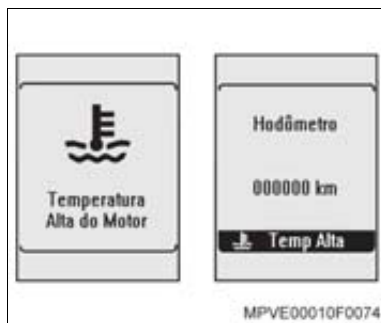 Temperatura
Alta do Motor
Hodômetro
000000 km
Temp Alta
MPVE00010F0074